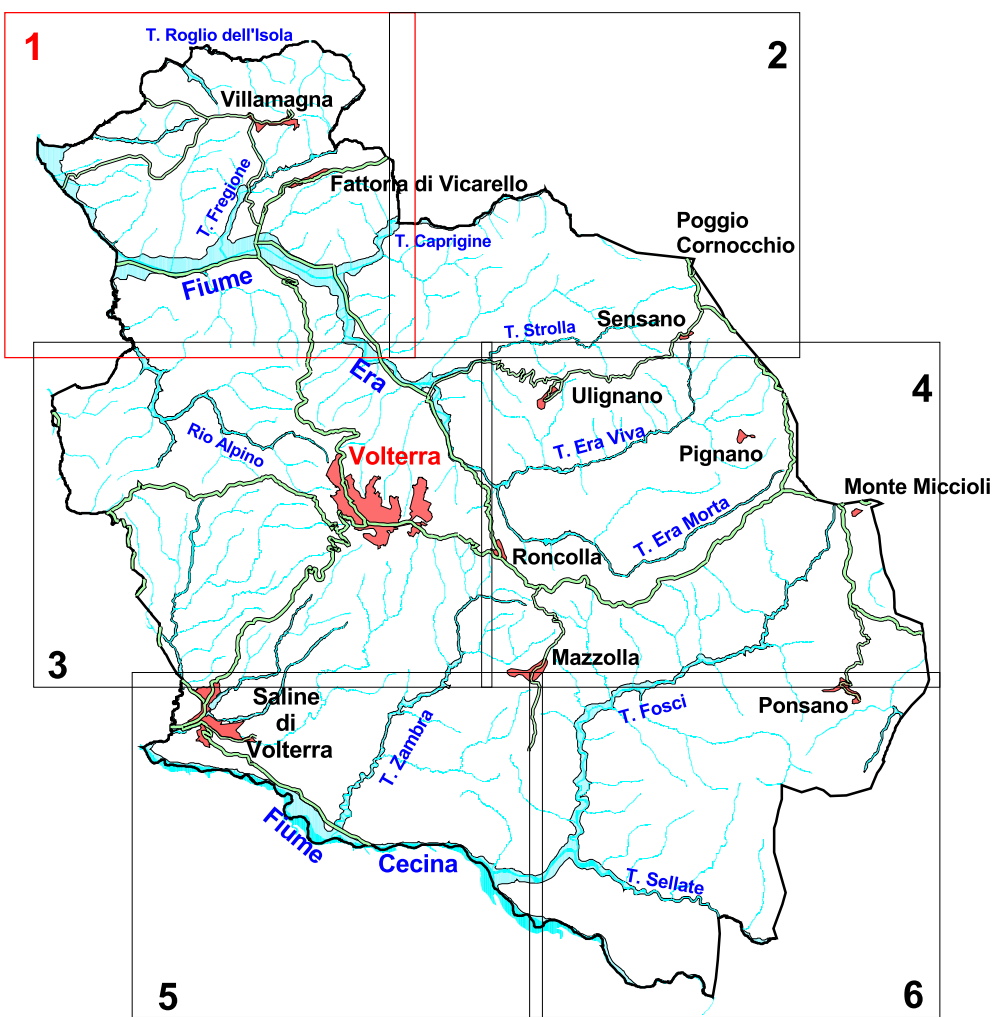 1
T. Roglio dell'Isola
2
Villamagna
T. Fregione
Fattoria di Vicarello
Poggio
Cornocchio
T. Caprigine
Fiume
Era
T. Strolla
Sensano
4
Ulignano
Rio Alpino
Volterra
T. Era Viva
Pignano
Monte Miccioli
T. Era Morta
Roncolla
3
Mazzolla
Saline
di
Volterra
T. Zambra
T. Fosci
Ponsano
Fiume
Cecina
T. Sellate
5
6